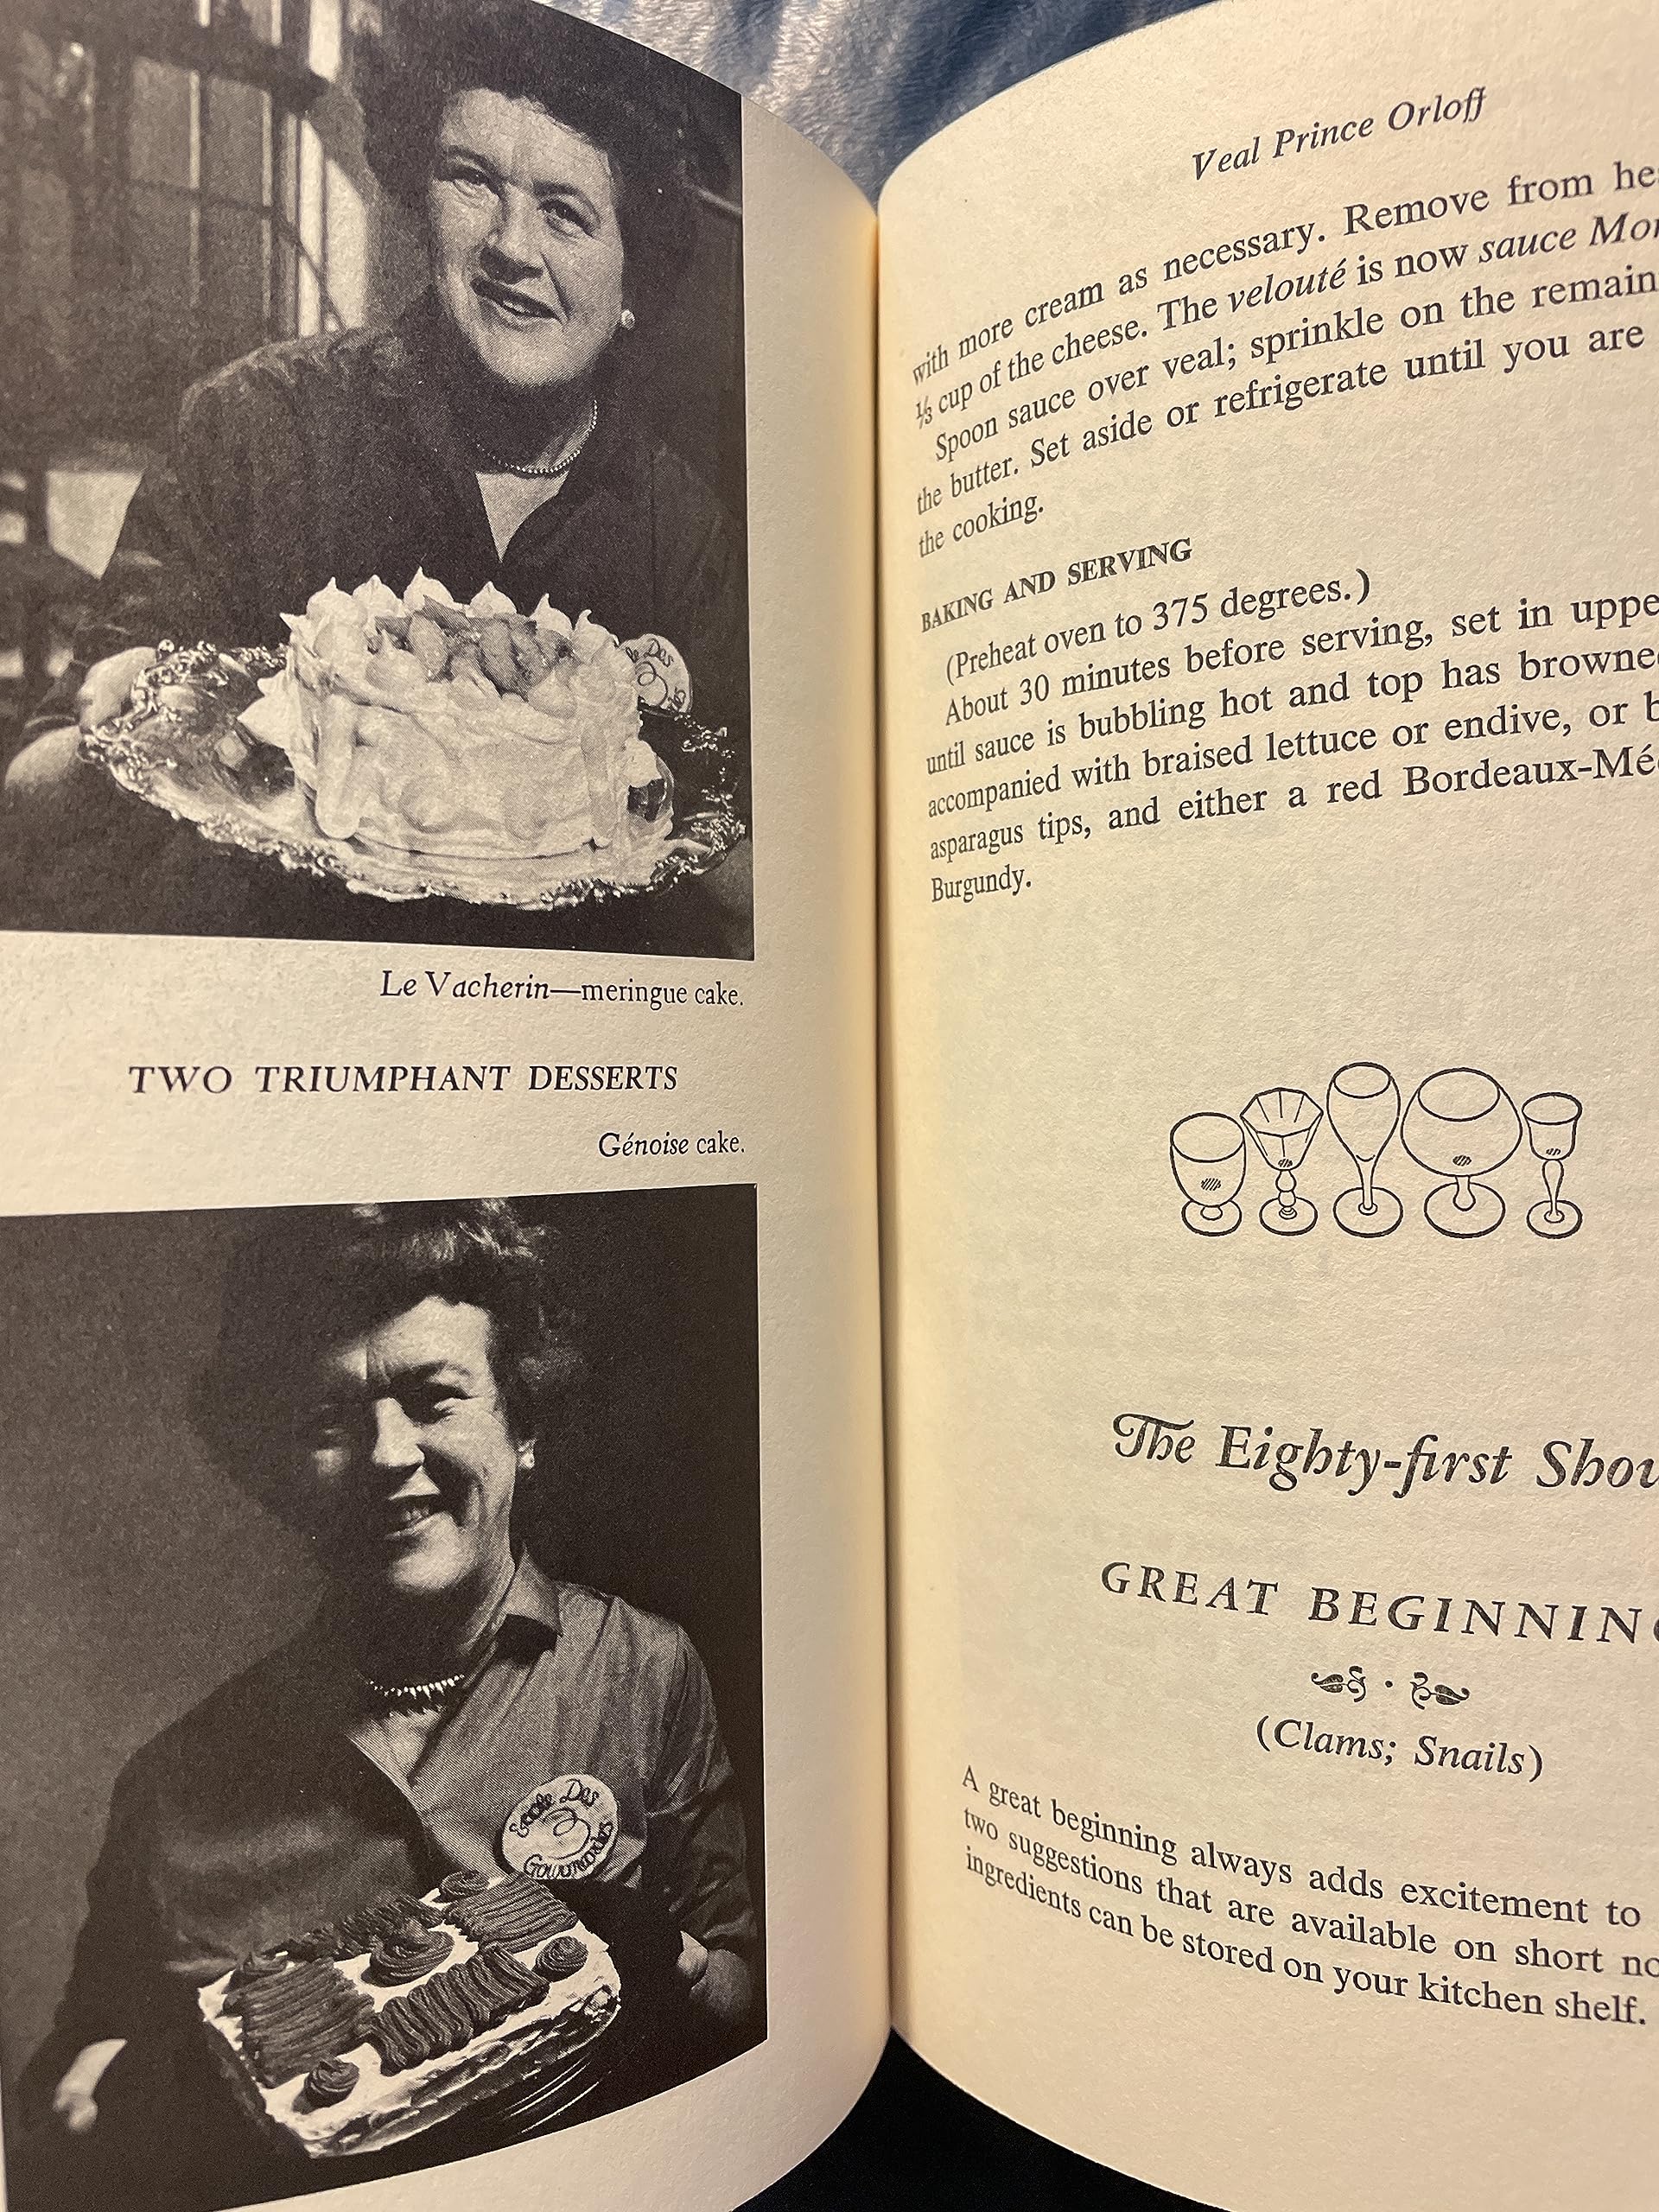 Le Vacherin—meringue cake.
TWO TRIUMPHANT DESSERTS
Génoise cake.
Ecole Des
Gourmandes
Veal Prince Orloff
with more cream as necessary. Remove from
⅓ cup of the cheese. The velouté is now sauce
Spoon sauce over veal; sprinkle on the remain
the butter. Set aside or refrigerate until you are
the cooking.
BAKING AND SERVING
(Preheat oven to 375 degrees.)
About 30 minutes before serving, set in uppe
until sauce is bubbling hot and top has browne
accompanied with braised lettuce or endive, or b
asparagus tips, and either a red Bordeaux-Mé
Burgundy.
The Eighty-first Show
GREAT BEGINNIN
(Clams; Snails)
A great beginning always adds excitement to
two suggestions that are available on short no
ingredients can be stored on your kitchen shelf.